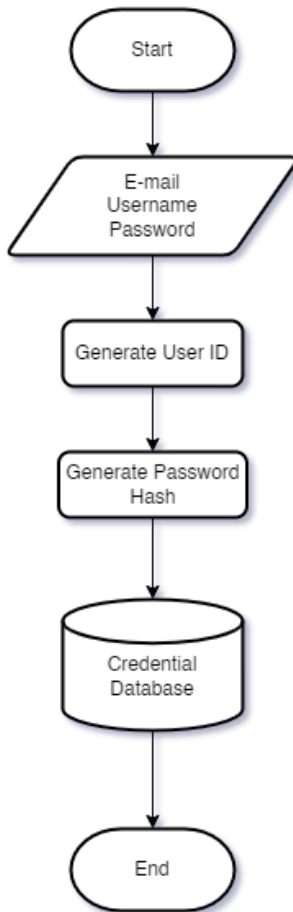 Start
E-mail
Username
Password
Generate User ID
Generate Password
Hash
Credential
Database
End